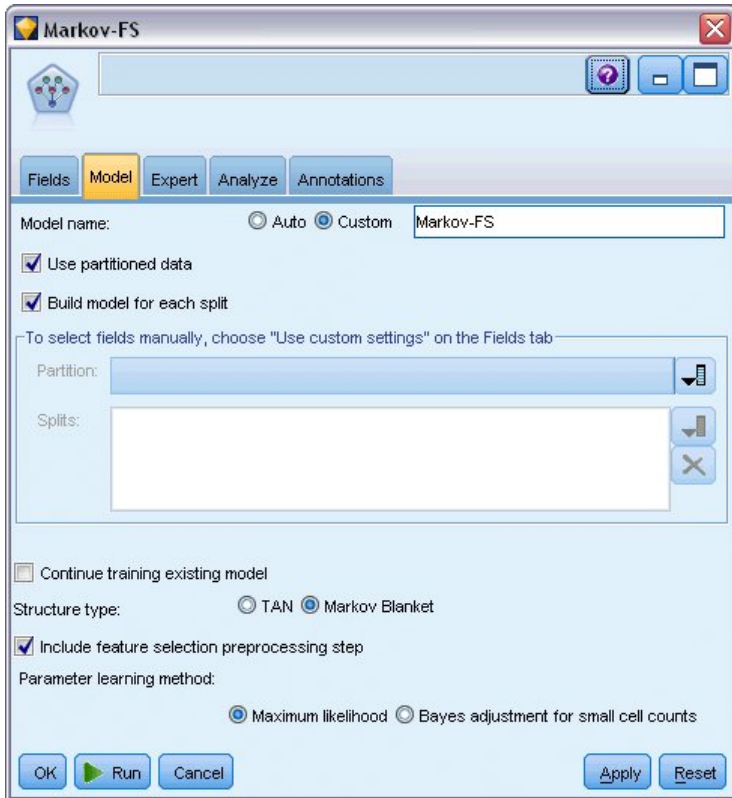 Markov-FS
Fields Model Expert Analyze Annotations
Model name: Auto Custom Markov-FS
Use partitioned data
Build model for each split
To select fields manually, choose "Use custom settings" on the Fields tab
Partition:
Splits:
Continue training existing model
Structure type: TAN Markov Blanket
Include feature selection preprocessing step
Parameter learning method:
Maximum likelihood Bayes adjustment for small cell counts
OK Run Cancel Apply Reset